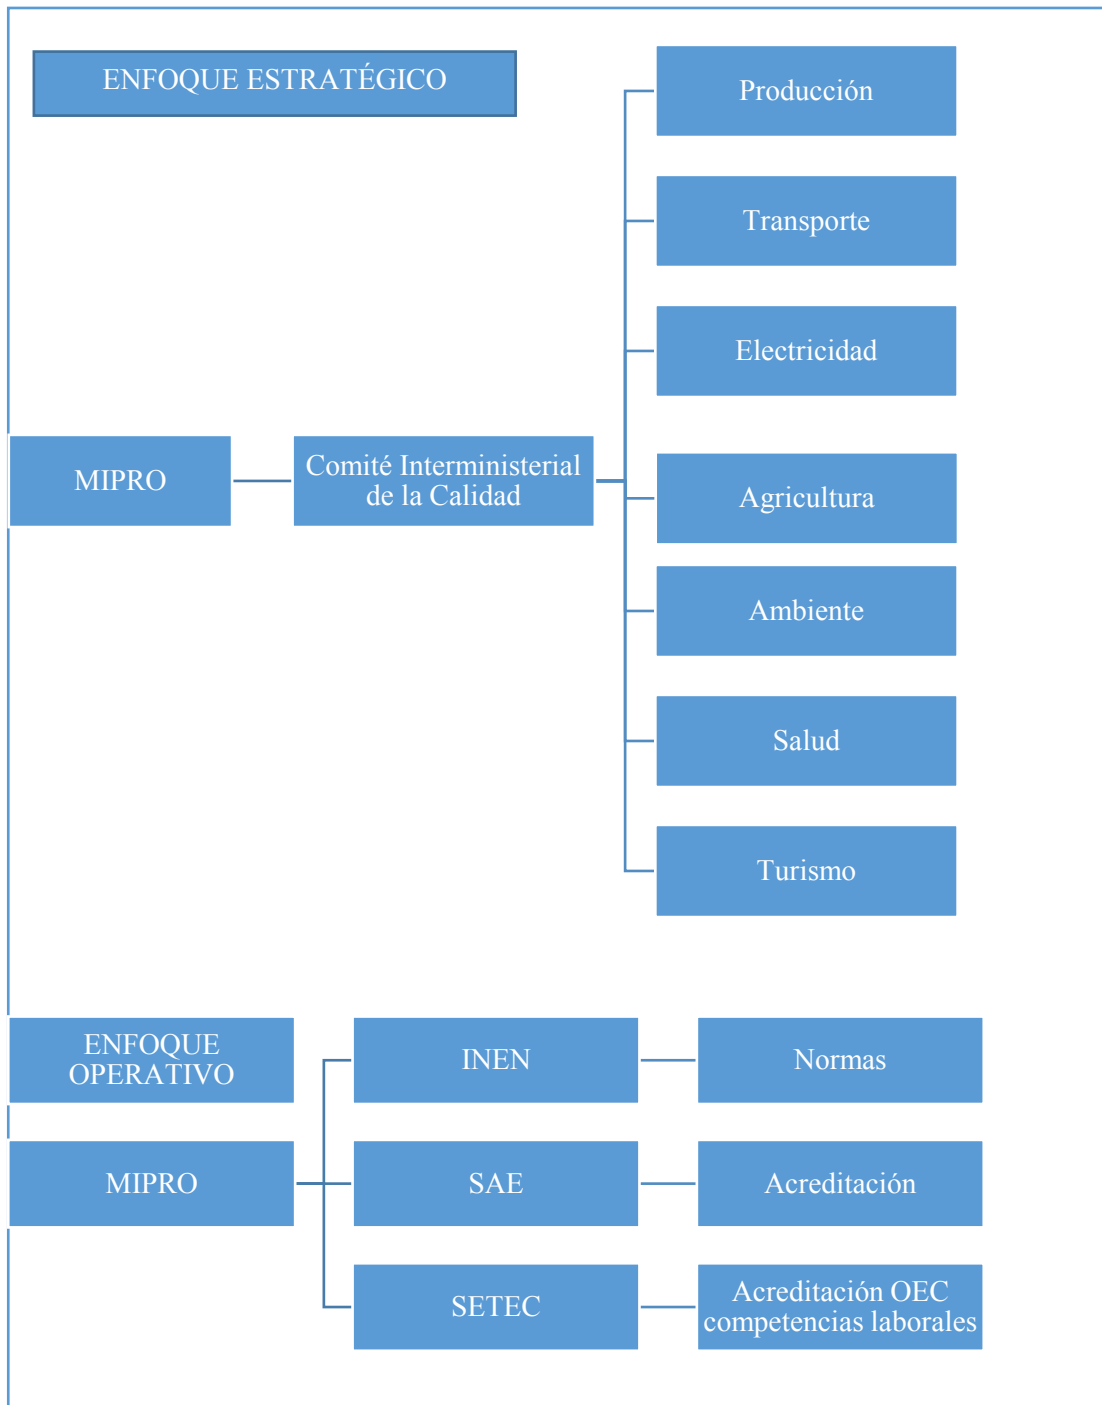 ENFOQUE ESTRATÉGICO
Producción
Transporte
Electricidad
MIPRO
Comité Interministerial
de la Calidad
Agricultura
Ambiente
Salud
Turismo
ENFOQUE
OPERATIVO
INEN
Normas
MIPRO
SAE
Acreditación
SETEC
Acreditación OEC
competencias laborales